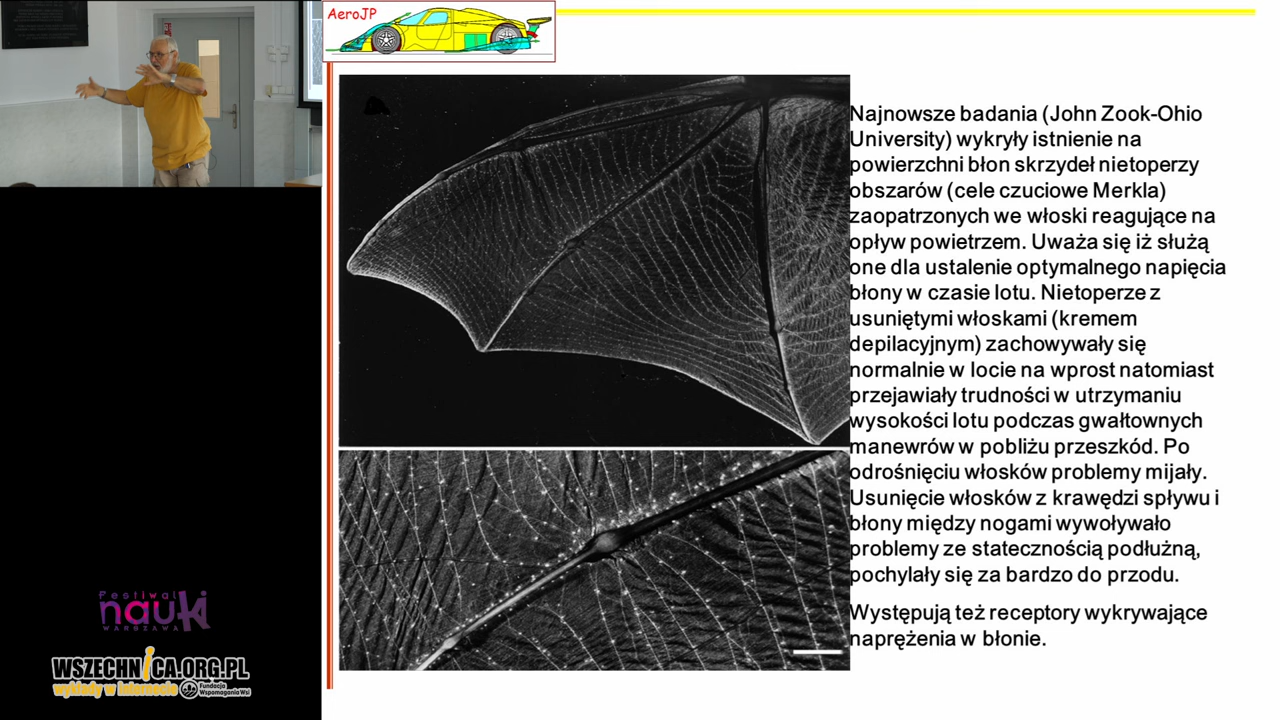 AeroJP
Najnowsze badania (John Zook-Ohio
University) wykryły istnienie na
powierzchni błon skrzydeł nietoperzy
obszarów (cele czuciowe Merkla)
zaopatrzonych we włoski reagujące na
opływ powietrzem. Uważa się iż służą
one dla ustalenie optymalnego napięcia
błony w czasie lotu. Nietoperze z
usuniętymi włoskami (kremem
depilacyjnym) zachowywały się
normalnie w locie na wprost natomiast
przejawiały trudności w utrzymaniu
wysokości lotu podczas gwałtownych
manewrów w pobliżu przeszkód. Po
odrośnięciu włosków problemy mijały.
Usunięcie włosków z krawędzi spływu i
błony między nogami wywoływało
problemy ze statecznością podłużną,
pochylały się za bardzo do przodu.
Występują też receptory wykrywające
naprężenia w błonie.
Festiwal
nauki
WARSZAWA
WSZECHNICA.ORG.PL
wykłady w internecie
Fundacja
Wspomagania Wsi